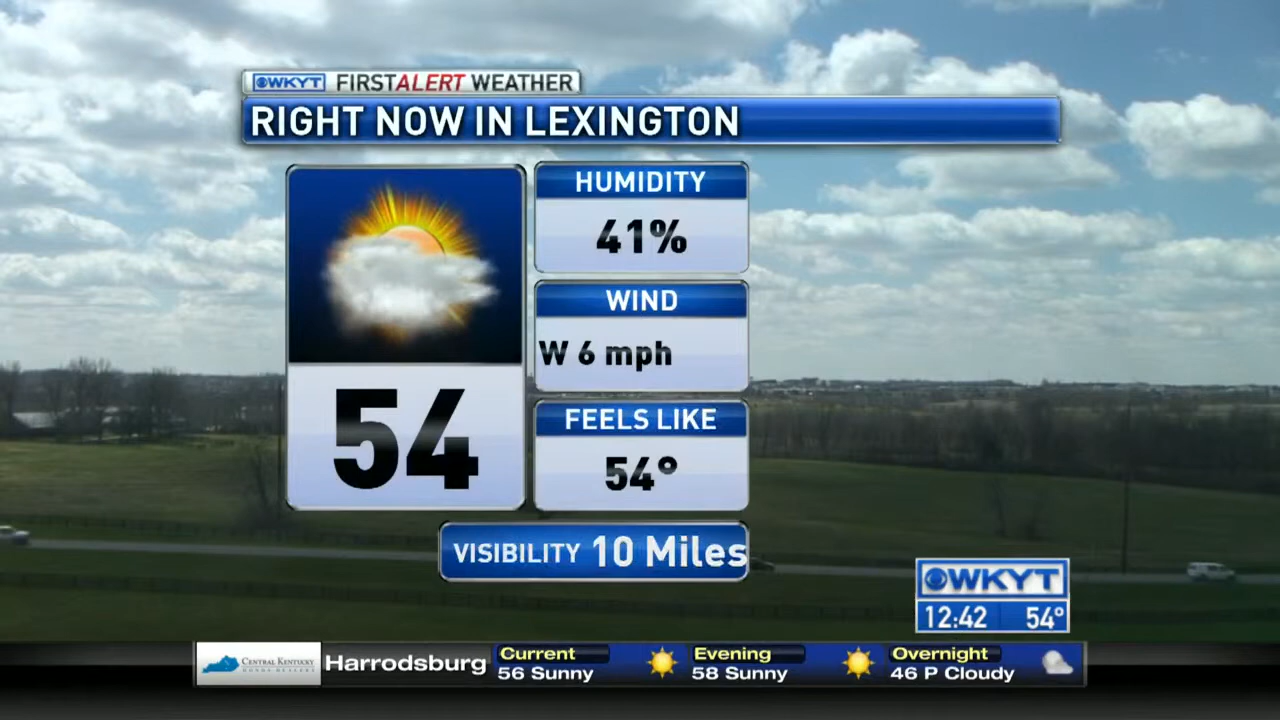 WKYT FIRSTALERT WEATHER
RIGHT NOW IN LEXINGTON
HUMIDITY
41%
WIND
W 6 mph
54
FEELS LIKE
54°
VISIBILITY 10 Miles
WKYT
12:42 54°
CENTRAL KENTUCKY
Harrodsburg
Current
56 Sunny
Evening
58 Sunny
Overnight
46 P Cloudy